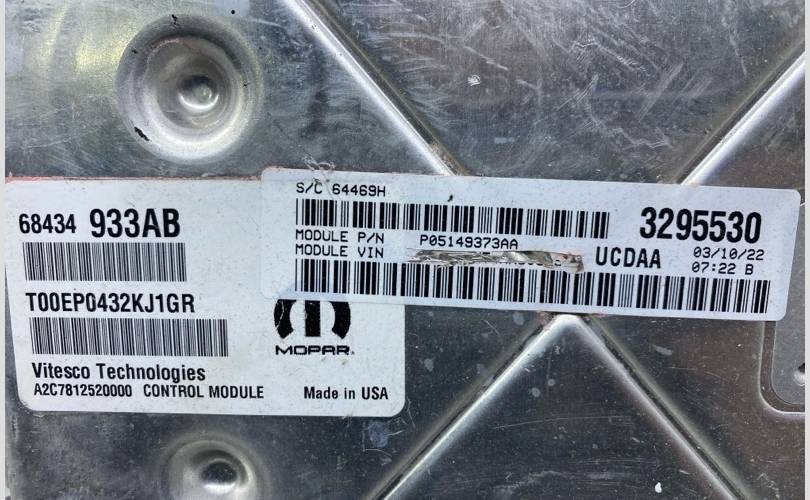 S/C 64469H
68434 933AB
3295530
MODULE P/N P05149373AA
MODULE VIN
UCDAA
03/10/22
07:22 B
T00EP0432KJ1GR
MOPAR
Vitesco Technologies
A2C7812520000 CONTROL MODULE
Made in USA